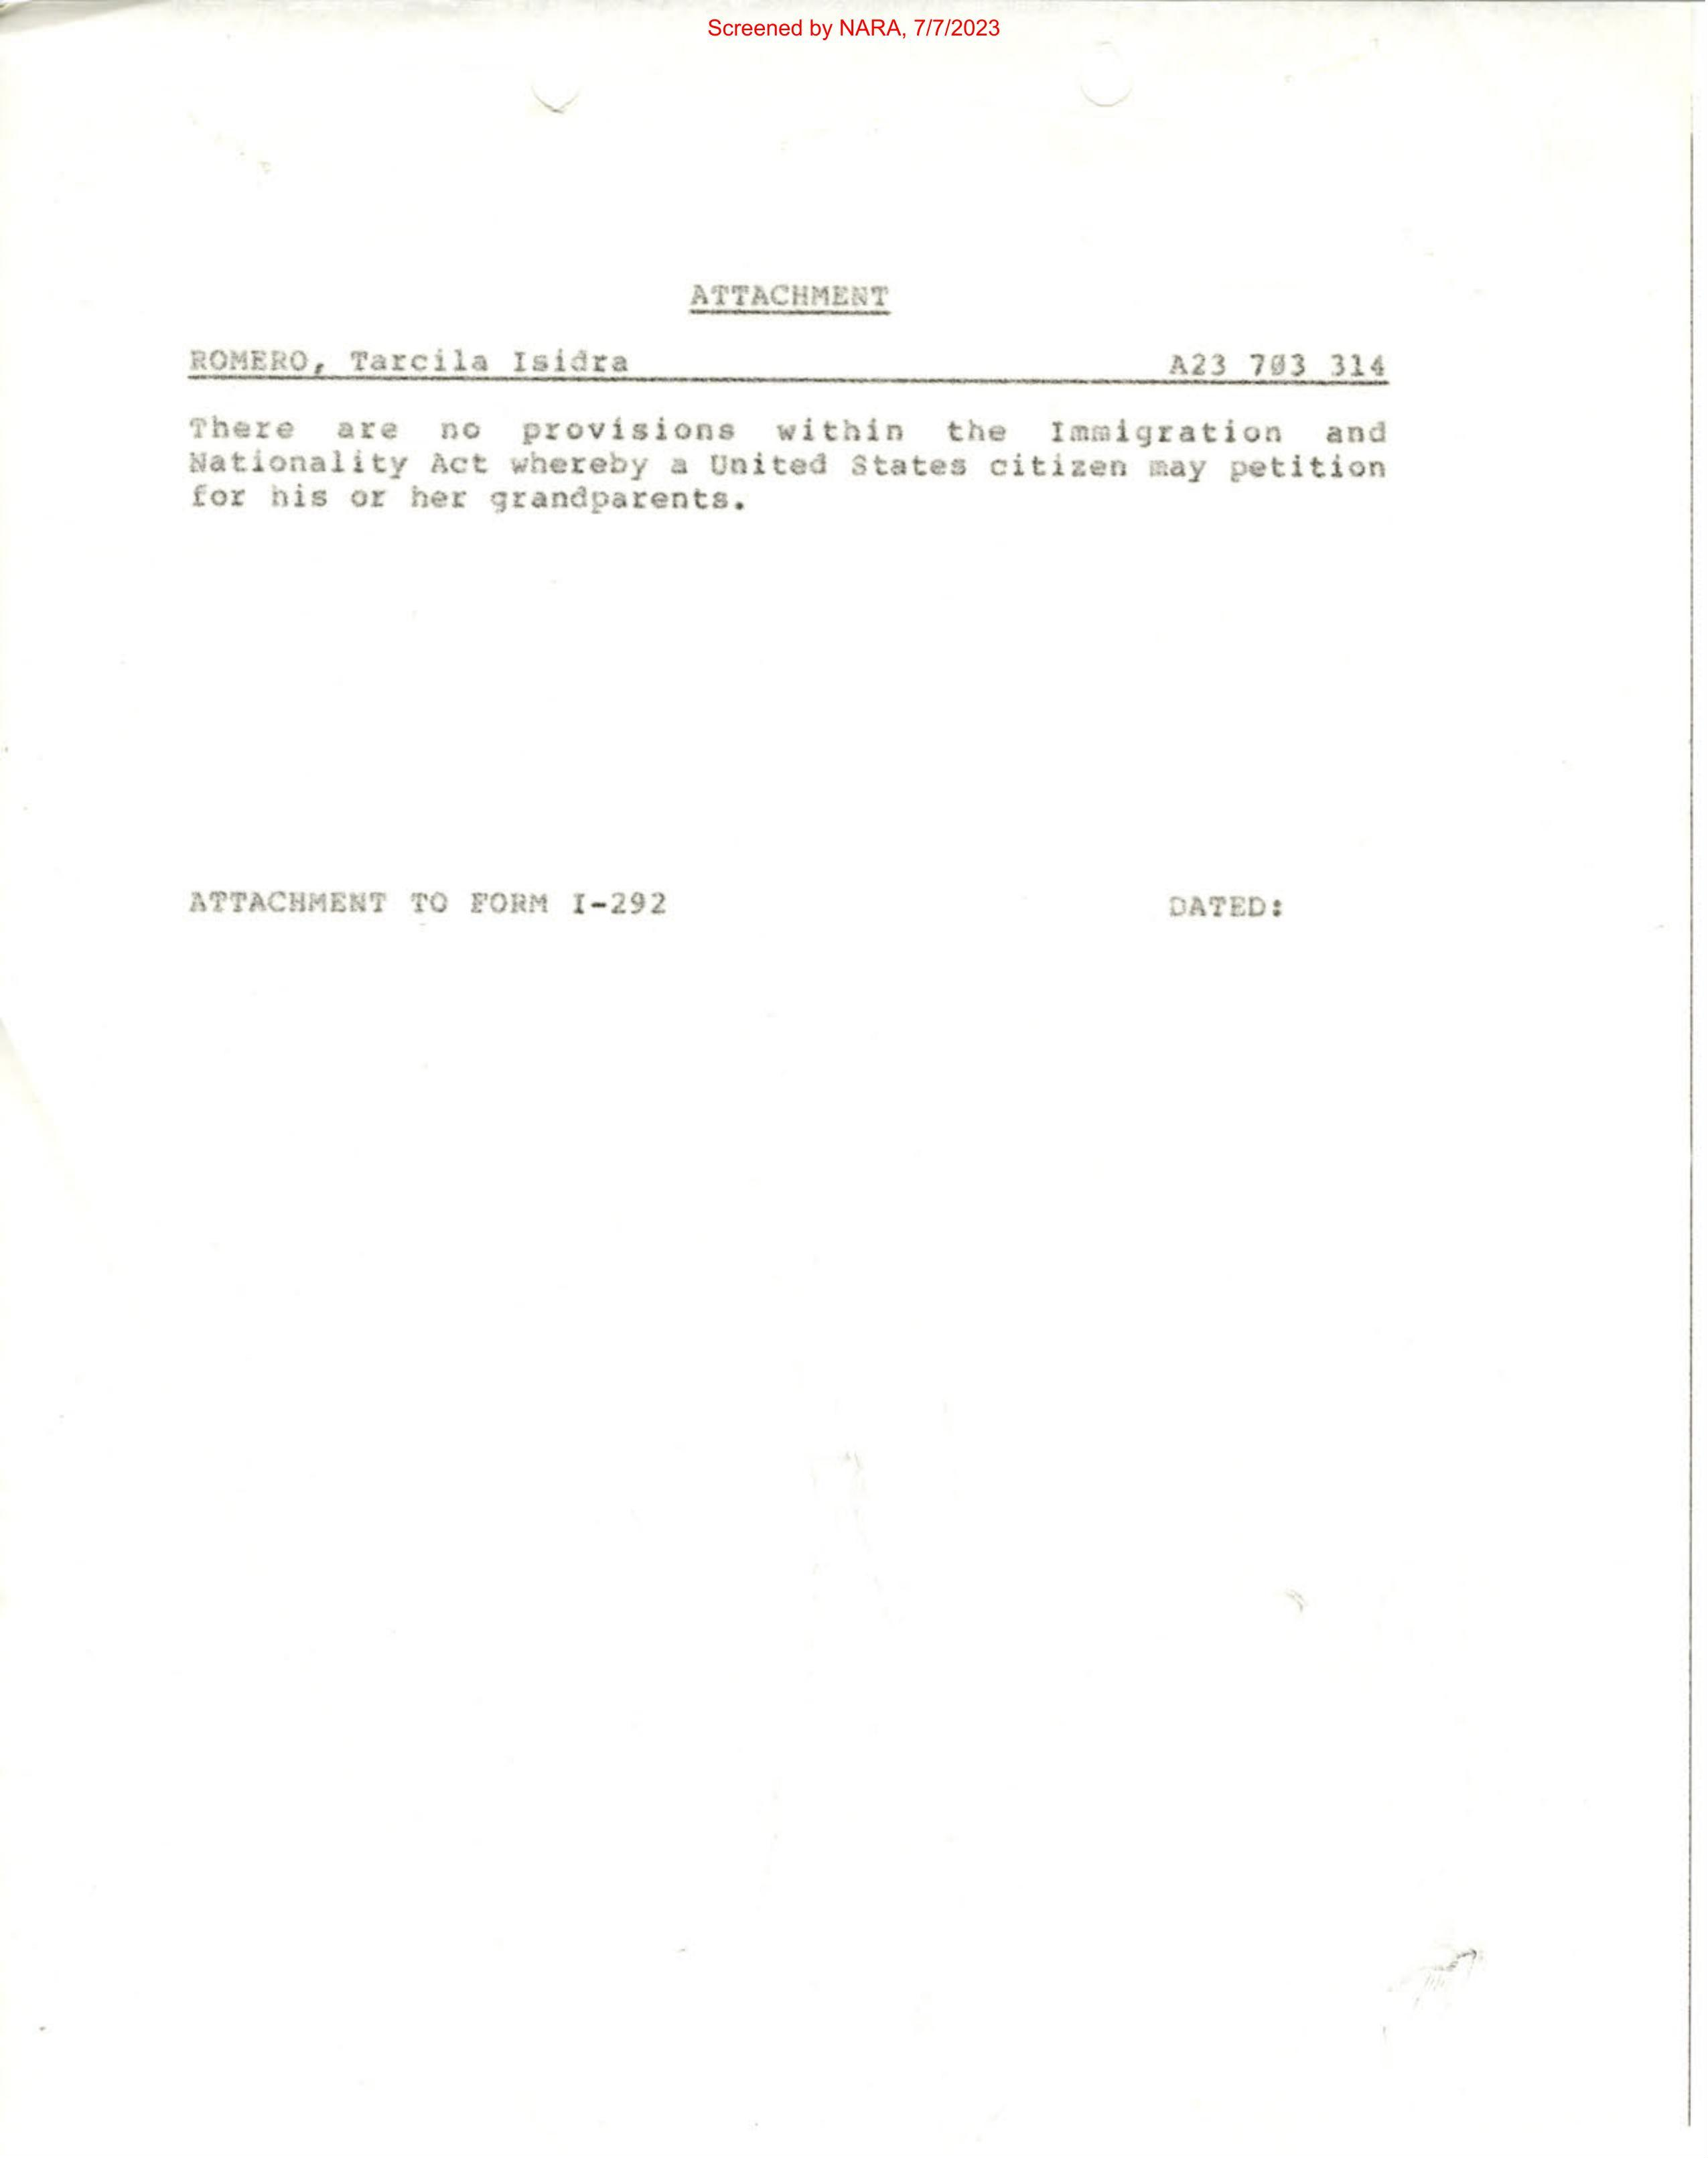 Screened by NARA, 7/7/2023
ATTACHMENT
ROMERO, Tarcila Isidra A23 703 314
There are no provisions within the Immigration and
Nationality Act whereby a United States citizen may petition
for his or her grandparents.
ATTACHMENT TO FORM I-292 DATED: